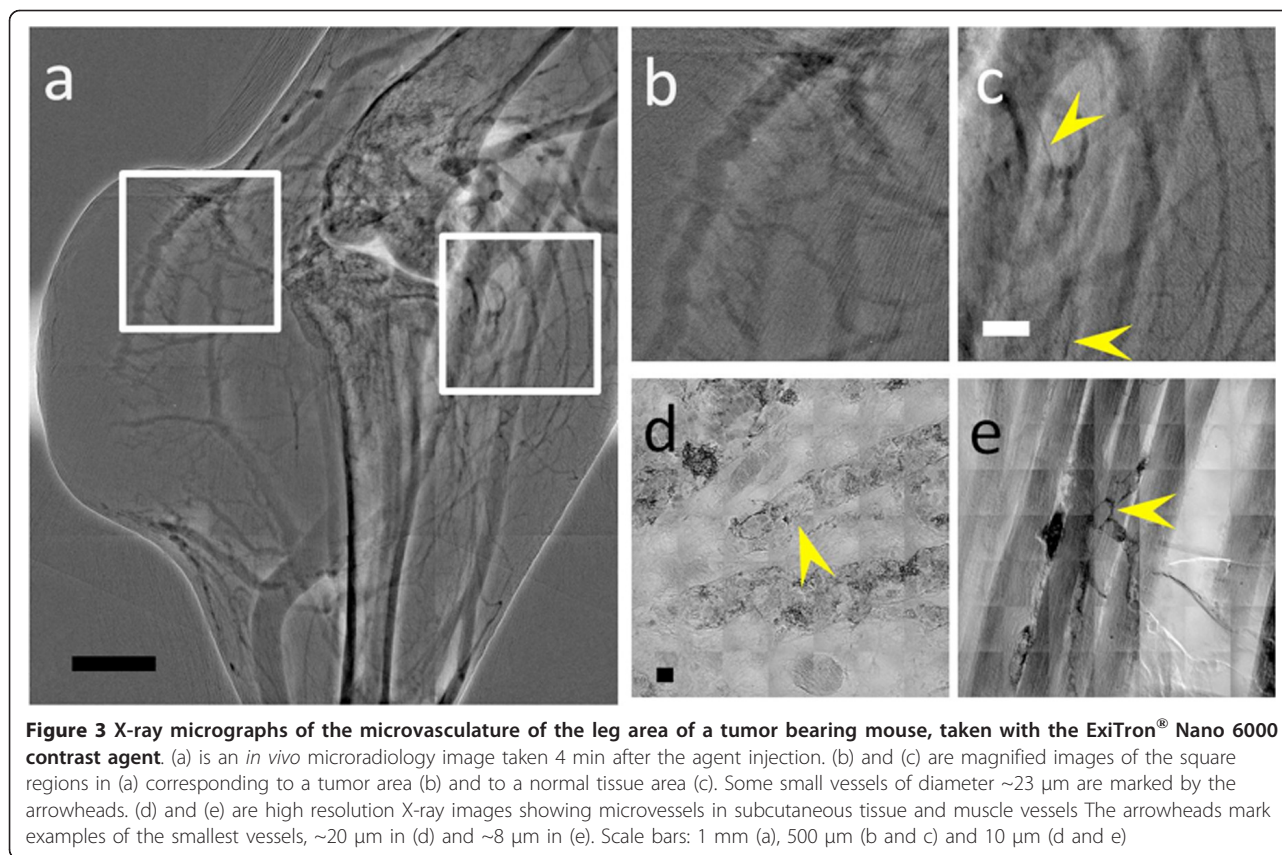 a
b
c
d
e
Figure 3 X-ray micrographs of the microvasculature of the leg area of a tumor bearing mouse, taken with the ExiTron® Nano 6000
contrast agent. (a) is an in vivo microradiology image taken 4 min after the agent injection. (b) and (c) are magnified images of the square
regions in (a) corresponding to a tumor area (b) and to a normal tissue area (c). Some small vessels of diameter ~23 μm are marked by the
arrowheads. (d) and (e) are high resolution X-ray images showing microvessels in subcutaneous tissue and muscle vessels The arrowheads mark
examples of the smallest vessels, ~20 μm in (d) and ~8 μm in (e). Scale bars: 1 mm (a), 500 μm (b and c) and 10 μm (d and e)